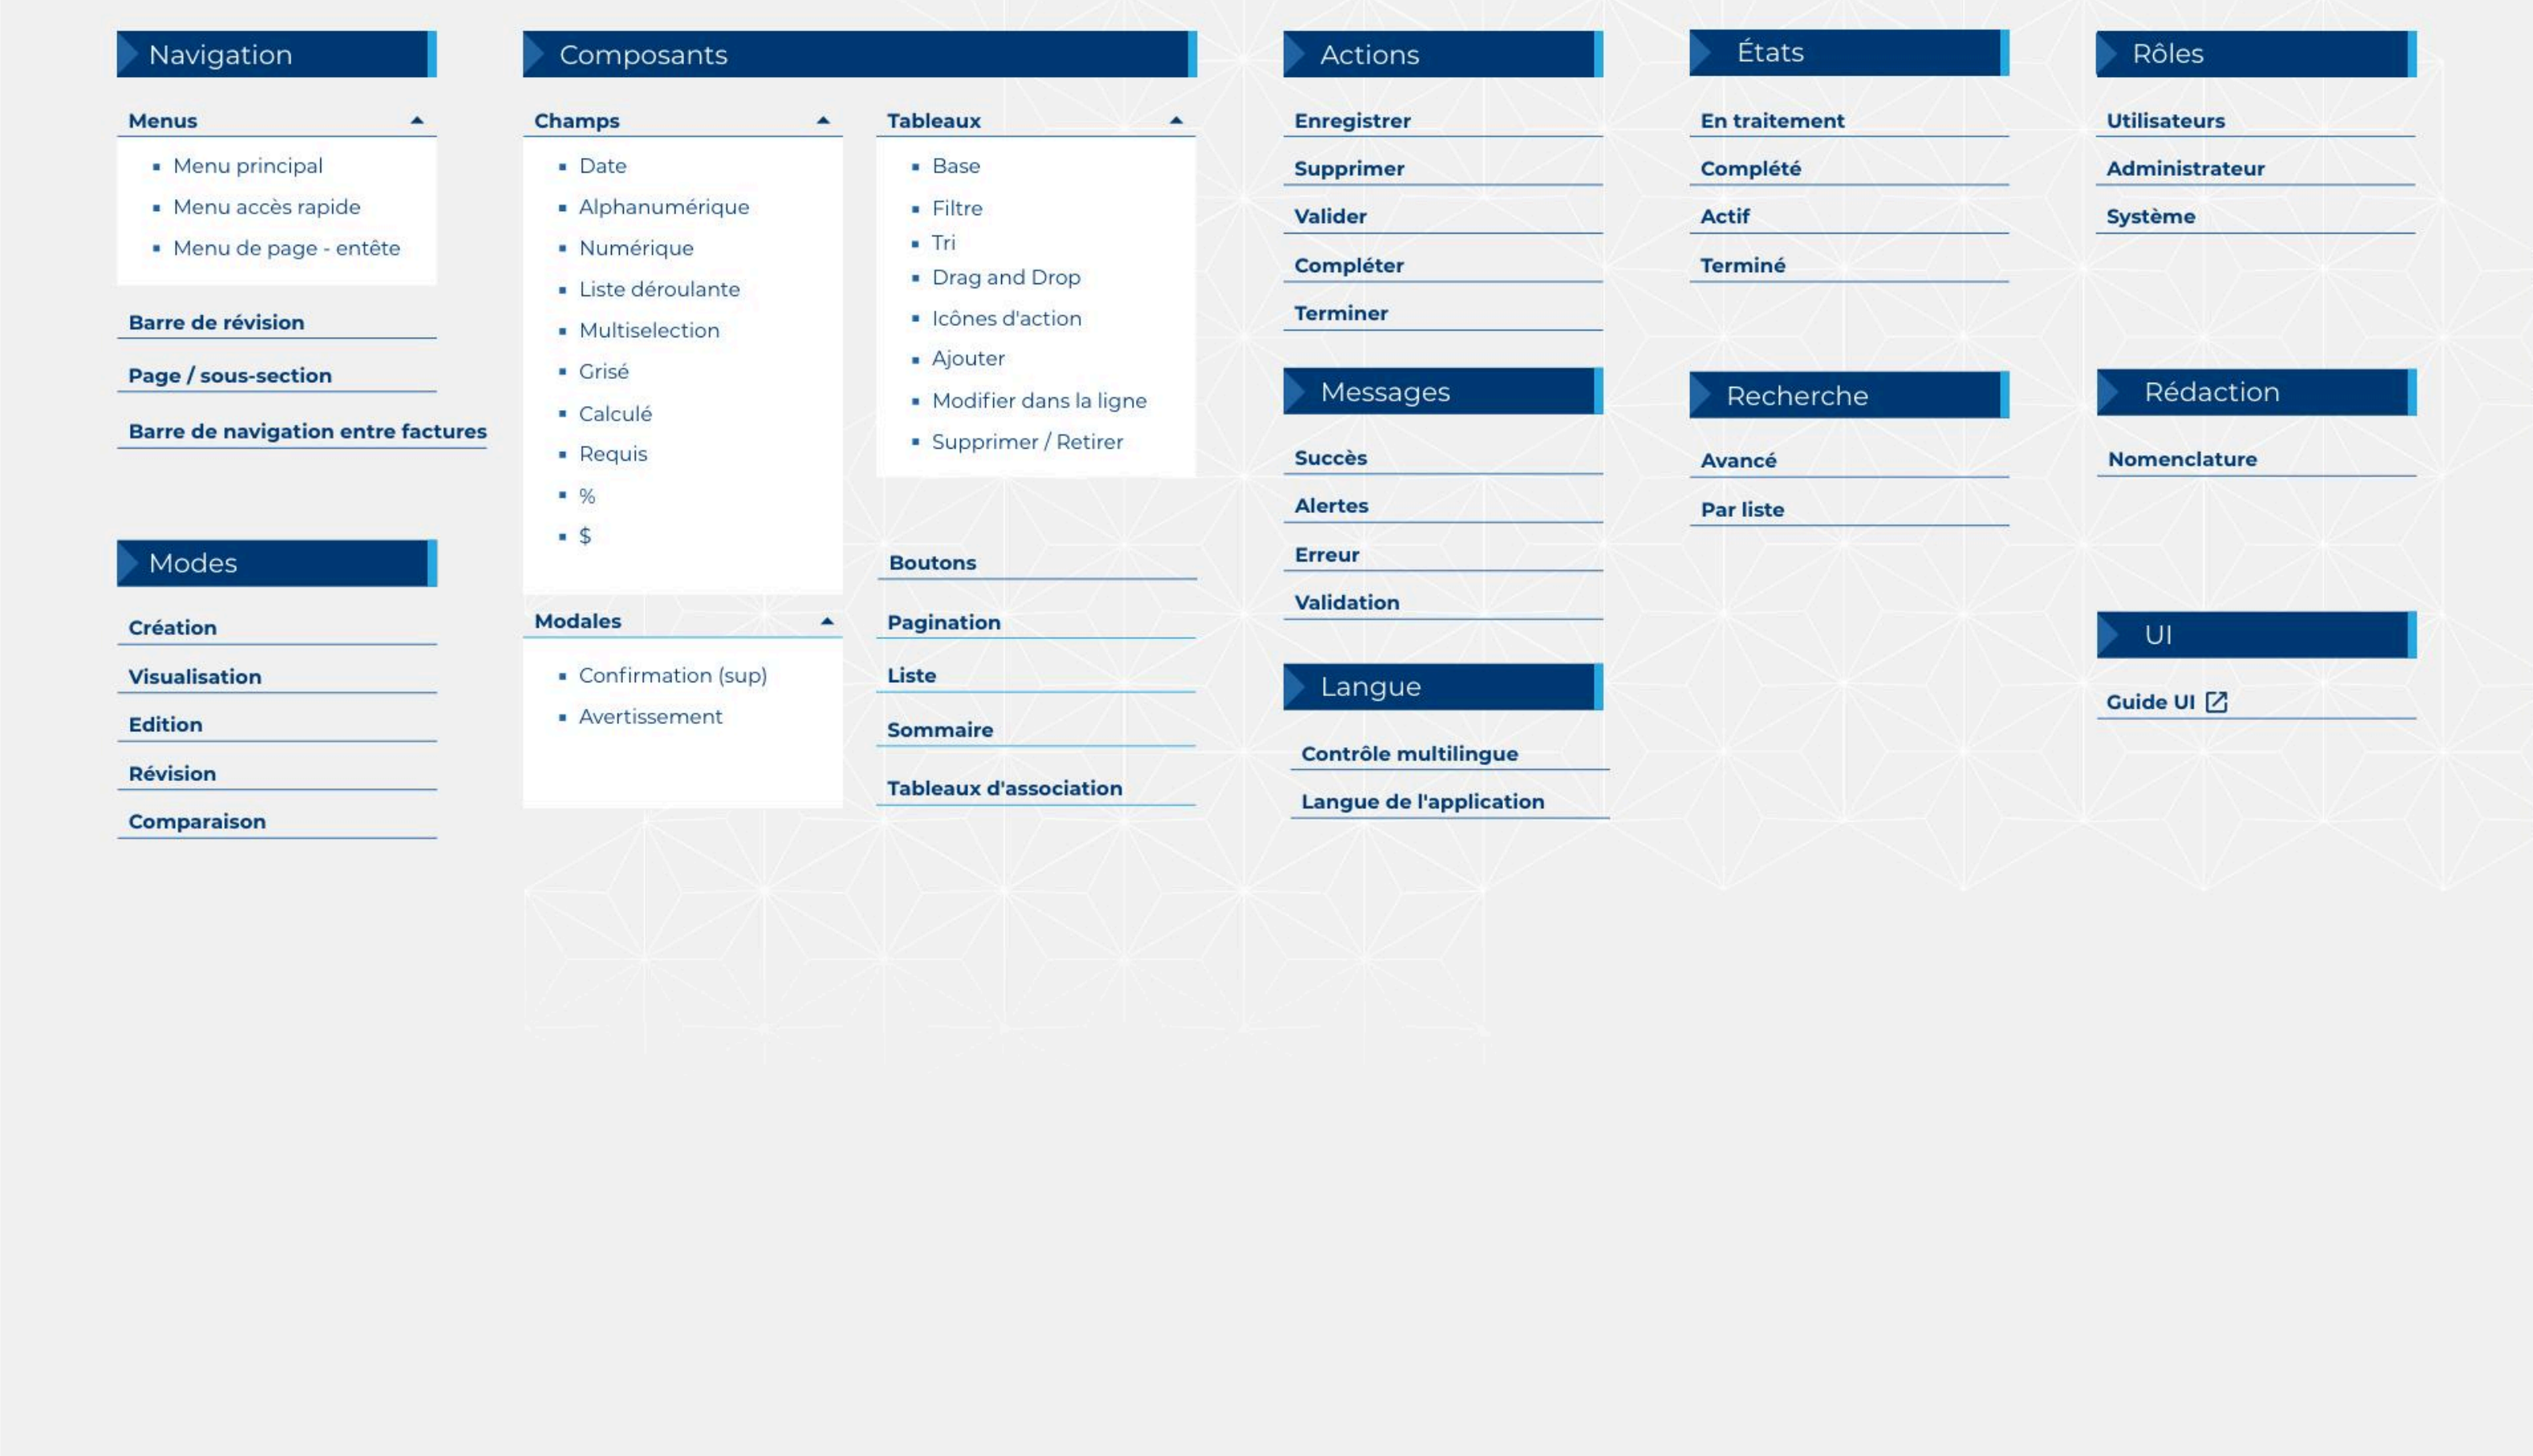 Navigation
Menus
Menu principal
Menu accès rapide
Menu de page - entête
Barre de révision
Page / sous-section
Barre de navigation entre factures
Modes
Création
Visualisation
Edition
Révision
Comparaison
Composants
Champs
Date
Alphanumérique
Numérique
Liste déroulante
Multiselection
Grisé
Calculé
Requis
%
$
Modales
Confirmation (sup)
Avertissement
Tableaux
Base
Filtre
Tri
Drag and Drop
Icônes d'action
Ajouter
Modifier dans la ligne
Supprimer / Retirer
Boutons
Pagination
Liste
Sommaire
Tableaux d'association
Actions
Enregistrer
Supprimer
Valider
Compléter
Terminer
Messages
Succès
Alertes
Erreur
Validation
Langue
Contrôle multilingue
Langue de l'application
États
En traitement
Complété
Actif
Terminé
Recherche
Avancé
Par liste
Rôles
Utilisateurs
Administrateur
Système
Rédaction
Nomenclature
UI
Guide UI